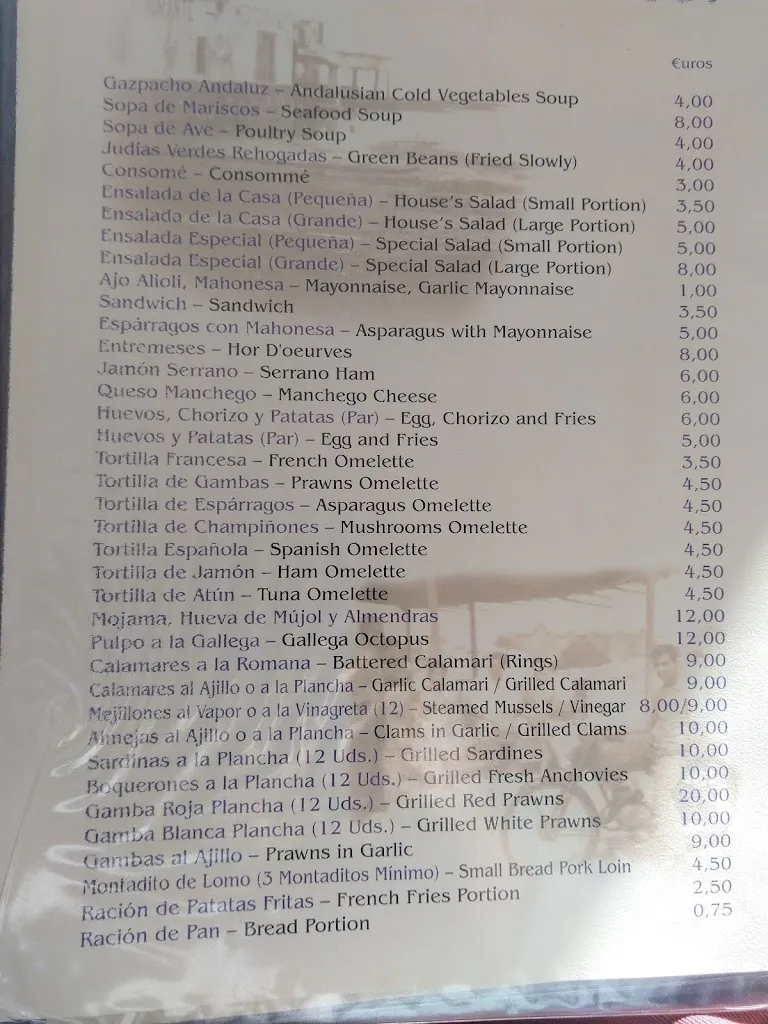 €uros
Gazpacho Andaluz – Andalusian Cold Vegetables Soup 4,00
Sopa de Mariscos – Seafood Soup 8,00
Sopa de Ave – Poultry Soup 4,00
Judías Verdes Rehogadas – Green Beans (Fried Slowly) 4,00
Consomé – Consommé 3,00
Ensalada de la Casa (Pequeña) – House's Salad (Small Portion) 3,50
Ensalada de la Casa (Grande) – House's Salad (Large Portion) 5,00
Ensalada Especial (Pequeña) – Special Salad (Small Portion) 5,00
Ensalada Especial (Grande) – Special Salad (Large Portion) 8,00
Ajo Alioli, Mahonesa – Mayonnaise, Garlic Mayonnaise 1,00
Sandwich – Sandwich 3,50
Espárragos con Mahonesa – Asparagus with Mayonnaise 5,00
Entremeses – Hor D'oeurves 8,00
Jamón Serrano – Serrano Ham 6,00
Queso Manchego – Manchego Cheese 6,00
Huevos, Chorizo y Patatas (Par) – Egg, Chorizo and Fries 6,00
Huevos y Patatas (Par) – Egg and Fries 5,00
Tortilla Francesa – French Omelette 3,50
Tortilla de Gambas – Prawns Omelette 4,50
Tortilla de Espárragos – Asparagus Omelette 4,50
Tortilla de Champiñones – Mushrooms Omelette 4,50
Tortilla Española – Spanish Omelette 4,50
Tortilla de Jamón – Ham Omelette 4,50
Tortilla de Atún – Tuna Omelette 4,50
Mojama, Hueva de Mújol y Almendras 12,00
Pulpo a la Gallega – Gallega Octopus 12,00
Calamares a la Romana – Battered Calamari (Rings) 9,00
Calamares al Ajillo o a la Plancha – Garlic Calamari / Grilled Calamari 9,00
Mejillones al Vapor o a la Vinagreta (12) – Steamed Mussels / Vinegar 8,00/9,00
Almejas al Ajillo o a la Plancha – Clams in Garlic / Grilled Clams 10,00
Sardinas a la Plancha (12 Uds.) – Grilled Sardines 10,00
Boquerones a la Plancha (12 Uds.) – Grilled Fresh Anchovies 10,00
Gamba Roja Plancha (12 Uds.) – Grilled Red Prawns 20,00
Gamba Blanca Plancha (12 Uds.) – Grilled White Prawns 10,00
Gambas al Ajillo – Prawns in Garlic 9,00
Montadito de Lomo (3 Montaditos Mínimo) – Small Bread Pork Loin 4,50
Ración de Patatas Fritas – French Fries Portion 2,50
Ración de Pan – Bread Portion 0,75